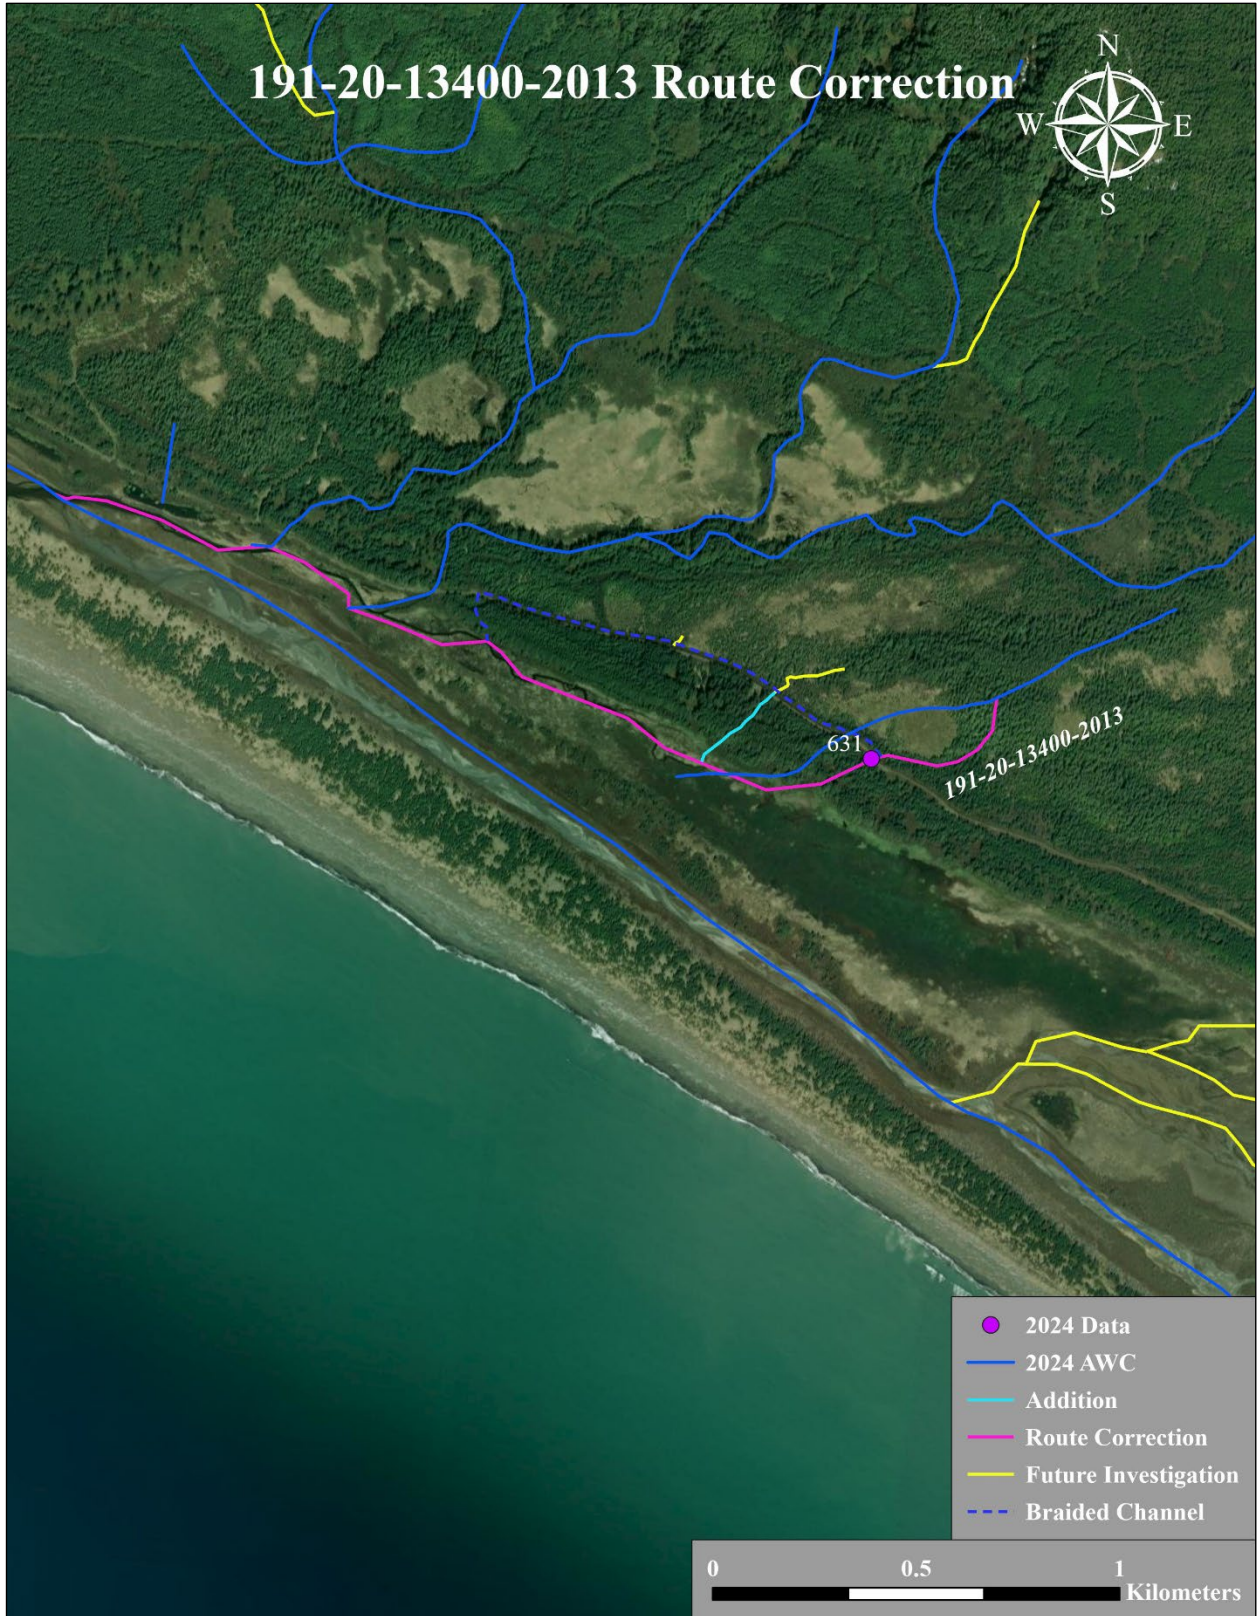 191-20-13400-2013 Route Correction
N
W E
S
631
191-20-13400-2013
2024 Data
2024 AWC
Addition
Route Correction
Future Investigation
Braided Channel
0 0.5 1
Kilometers